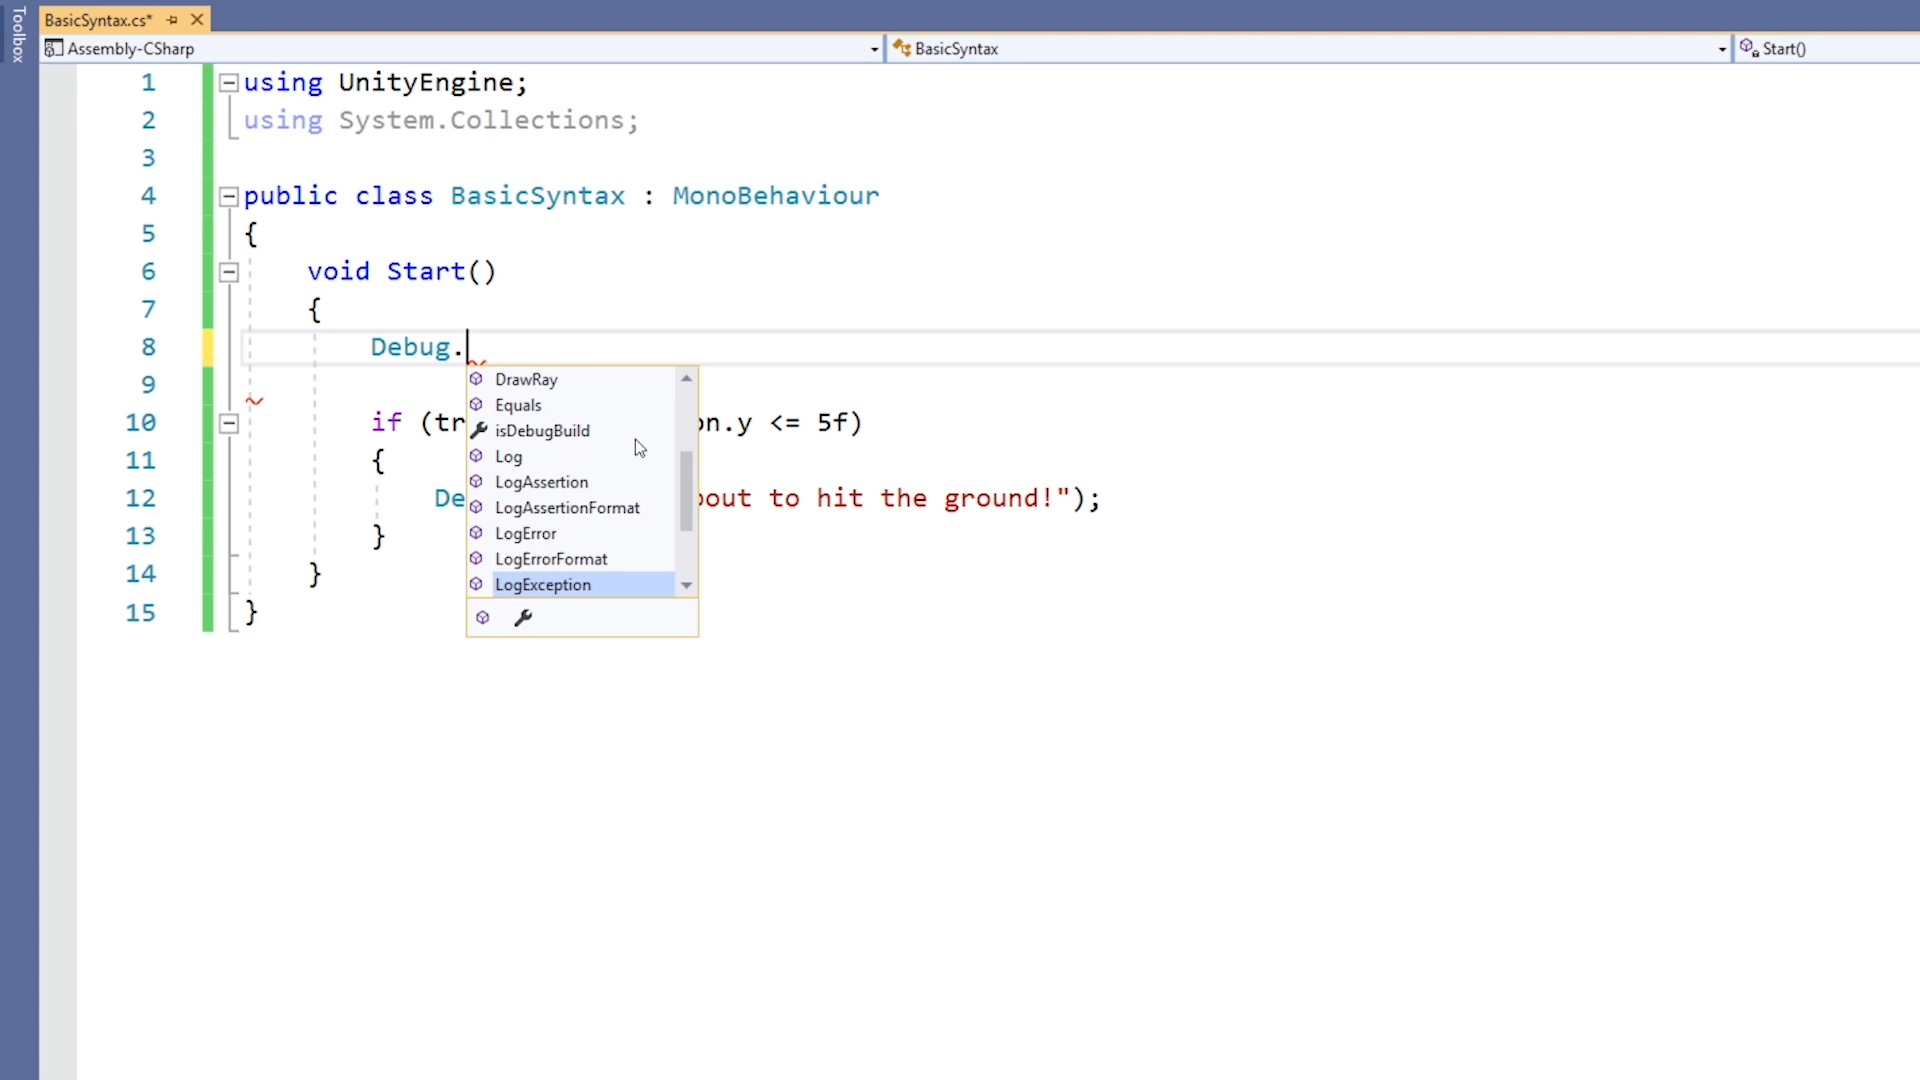 Toolbox
BasicSyntax.cs*
Assembly-CSharp
BasicSyntax
Start()
1 using UnityEngine;
2 using System.Collections;
3
4 public class BasicSyntax : MonoBehaviour
5 {
6 void Start()
7 {
8 Debug.
9
10 if (tr on.y <= 5f)
11 {
12 De bout to hit the ground!");
13 }
14 }
15 }
DrawRay
Equals
isDebugBuild
Log
LogAssertion
LogAssertionFormat
LogError
LogErrorFormat
LogException